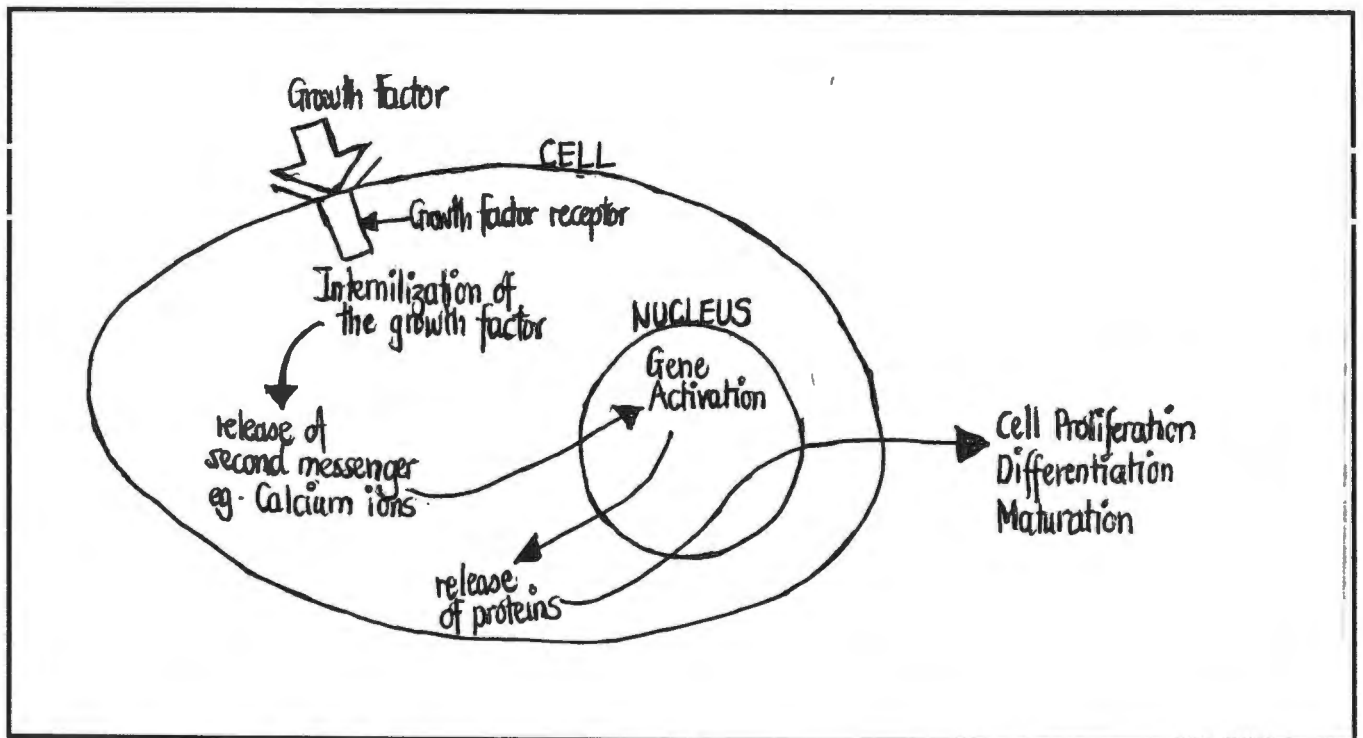 Growth Factor
CELL
Growth factor receptor
Internilization of
the growth factor
NUCLEUS
Gene
Activation
release of
second messenger
eg. Calcium ions
release
of proteins
Cell Proliferation
Differentiation
Maturation